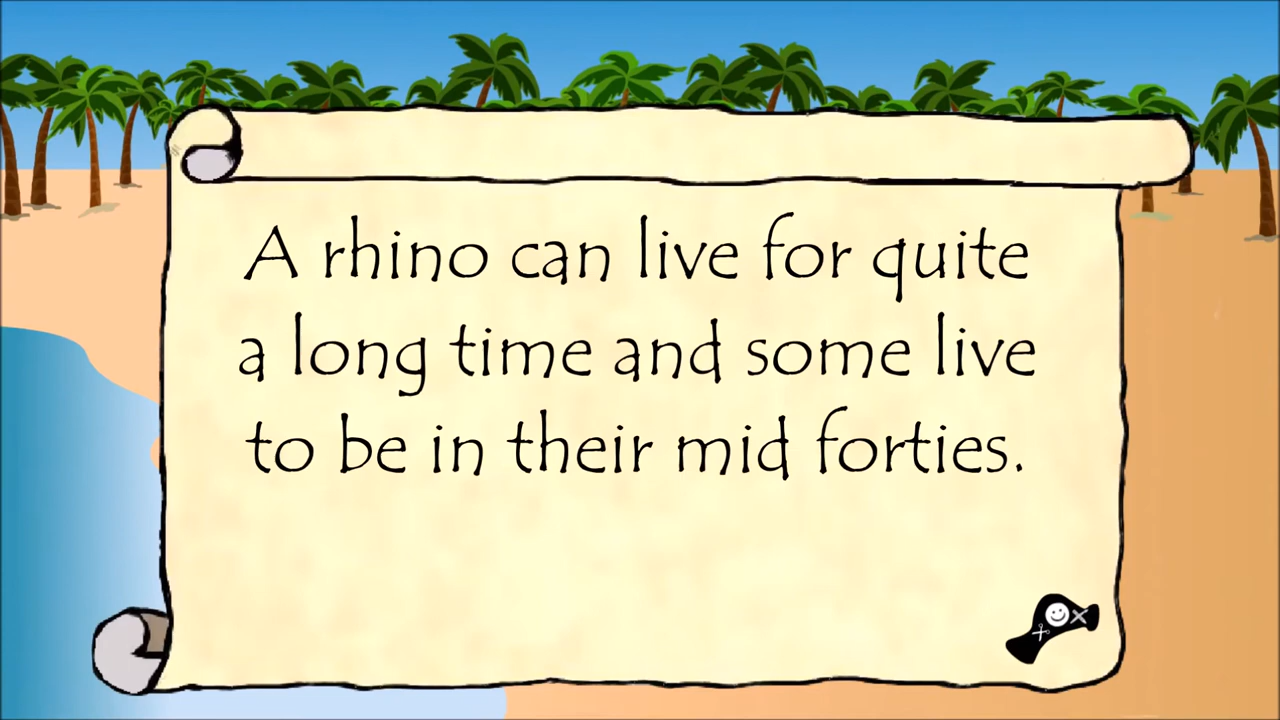 A rhino can live for quite
a long time and some live
to be in their mid forties.